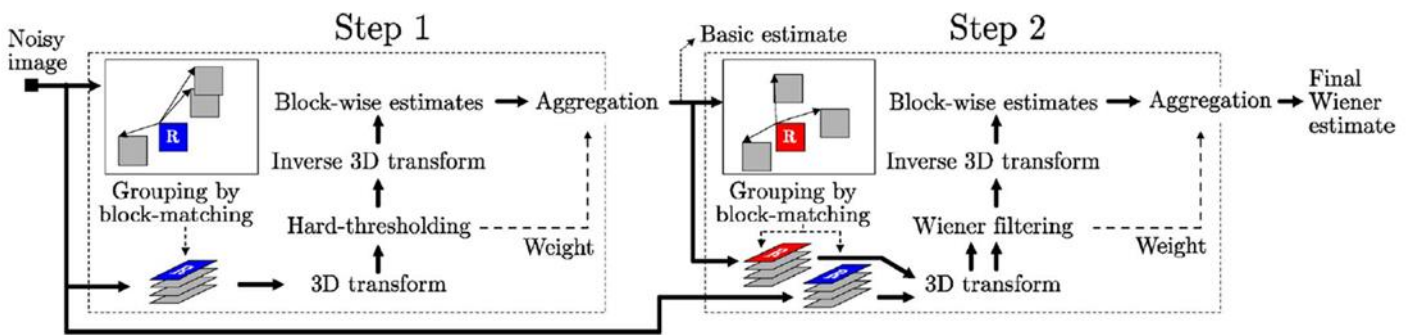 Step 1
Step 2
Noisy
image
Basic estimate
Block-wise estimates
Aggregation
R
Inverse 3D transform
Grouping by
block-matching
Hard-thresholding
Weight
3D transform
Block-wise estimates
Aggregation
Final
Wiener
estimate
R
Inverse 3D transform
Grouping by
block-matching
Wiener filtering
Weight
3D transform